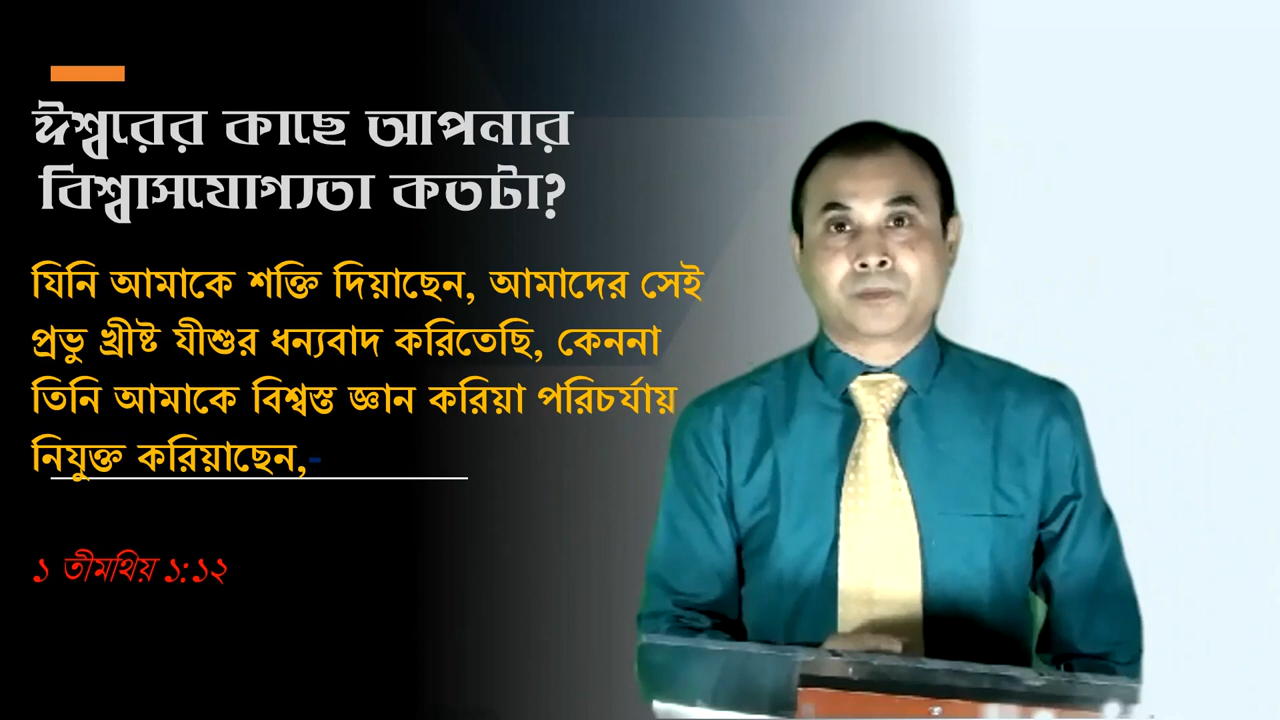 ঈশ্বরের কাছে আপনার
বিশ্বাসযোগ্যতা কতটা?
যিনি আমাকে শক্তি দিয়াছেন, আমাদের সেই
প্রভু খ্রীষ্ট যীশুর ধন্যবাদ করিতেছি, কেননা
তিনি আমাকে বিশ্বস্ত জ্ঞান করিয়া পরিচর্যায়
নিযুক্ত করিয়াছেন,-
১ তীমথিয় ১:১২